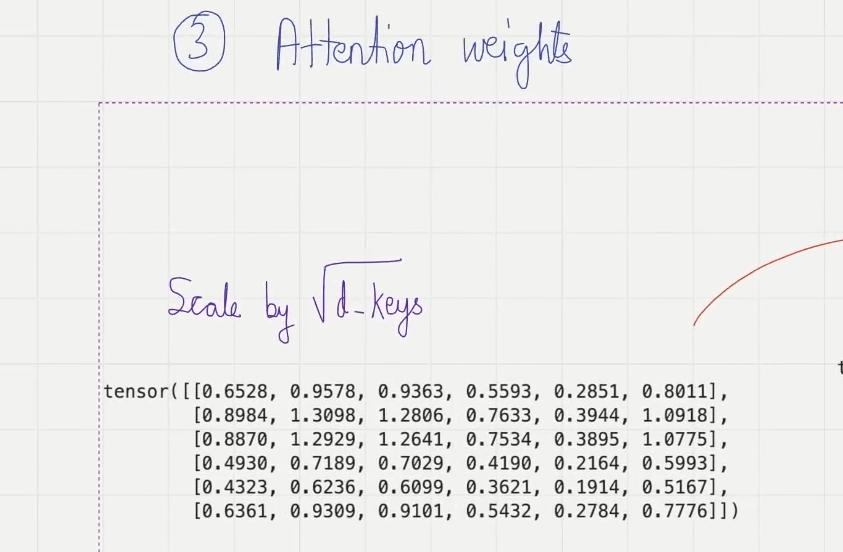 ③ Attention weights
Scale by √d-keys
t
tensor([[0.6528, 0.9578, 0.9363, 0.5593, 0.2851, 0.8011],
[0.8984, 1.3098, 1.2806, 0.7633, 0.3944, 1.0918],
[0.8870, 1.2929, 1.2641, 0.7534, 0.3895, 1.0775],
[0.4930, 0.7189, 0.7029, 0.4190, 0.2164, 0.5993],
[0.4323, 0.6236, 0.6099, 0.3621, 0.1914, 0.5167],
[0.6361, 0.9309, 0.9101, 0.5432, 0.2784, 0.7776]])